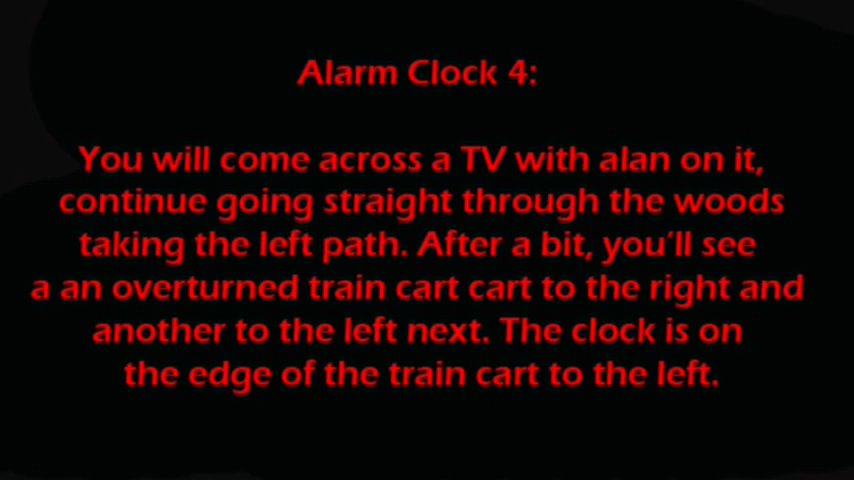 Alarm Clock 4:
You will come across a TV with alan on it,
continue going straight through the woods
taking the left path. After a bit, you'll see
a an overturned train cart cart to the right and
another to the left next. The clock is on
the edge of the train cart to the left.